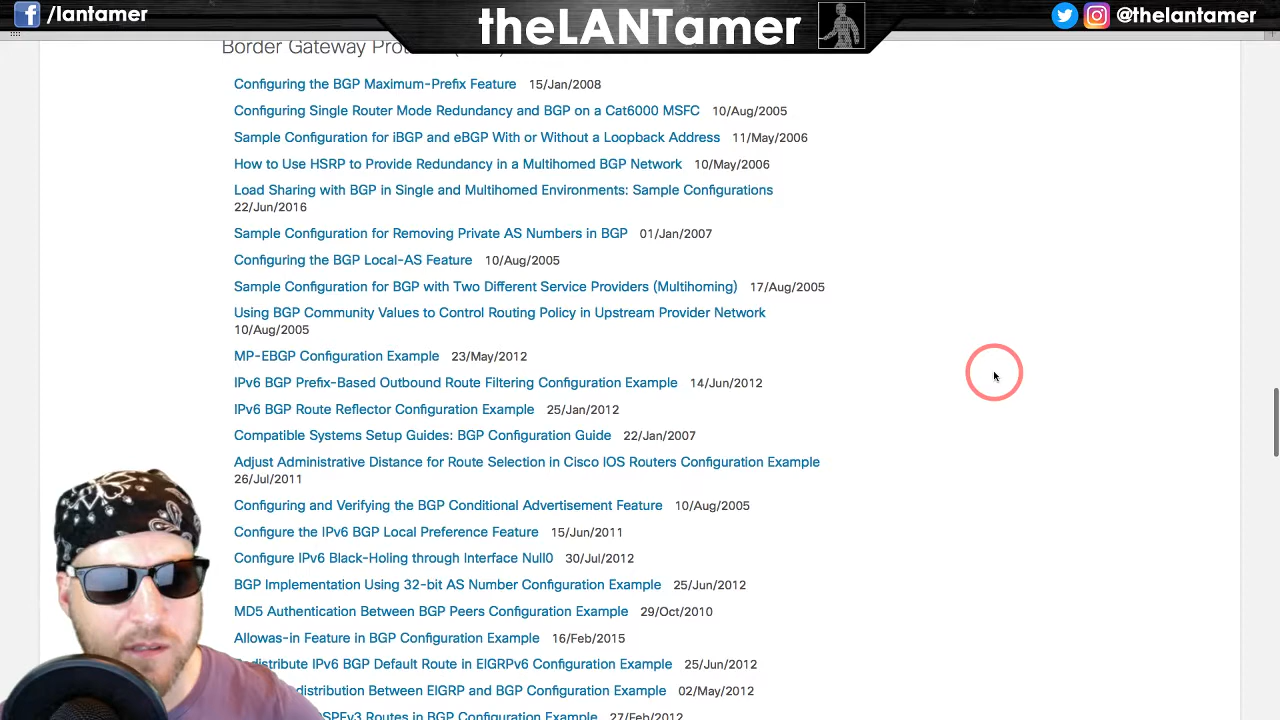 /lantamer
theLANTamer
@thelantamer
Border Gateway
Configuring the BGP Maximum-Prefix Feature 15/Jan/2008
Configuring Single Router Mode Redundancy and BGP on a Cat6000 MSFC 10/Aug/2005
Sample Configuration for iBGP and eBGP With or Without a Loopback Address 11/May/2006
How to Use HSRP to Provide Redundancy in a Multihomed BGP Network 10/May/2006
Load Sharing with BGP in Single and Multihomed Environments: Sample Configurations
22/Jun/2016
Sample Configuration for Removing Private AS Numbers in BGP 01/Jan/2007
Configuring the BGP Local-AS Feature 10/Aug/2005
Sample Configuration for BGP with Two Different Service Providers (Multihoming) 17/Aug/2005
Using BGP Community Values to Control Routing Policy in Upstream Provider Network
10/Aug/2005
MP-EBGP Configuration Example 23/May/2012
IPv6 BGP Prefix-Based Outbound Route Filtering Configuration Example 14/Jun/2012
IPv6 BGP Route Reflector Configuration Example 25/Jan/2012
Compatible Systems Setup Guides: BGP Configuration Guide 22/Jan/2007
Adjust Administrative Distance for Route Selection in Cisco IOS Routers Configuration Example
26/Jul/2011
Configuring and Verifying the BGP Conditional Advertisement Feature 10/Aug/2005
Configure the IPv6 BGP Local Preference Feature 15/Jun/2011
Configure IPv6 Black-Holing through Interface Null0 30/Jul/2012
BGP Implementation Using 32-bit AS Number Configuration Example 25/Jun/2012
MD5 Authentication Between BGP Peers Configuration Example 29/Oct/2010
Allowas-in Feature in BGP Configuration Example 16/Feb/2015
distribute IPv6 BGP Default Route in EIGRPv6 Configuration Example 25/Jun/2012
distribution Between EIGRP and BGP Configuration Example 02/May/2012
SPFv3 Routes in BGP Configuration Example 27/Feb/2012